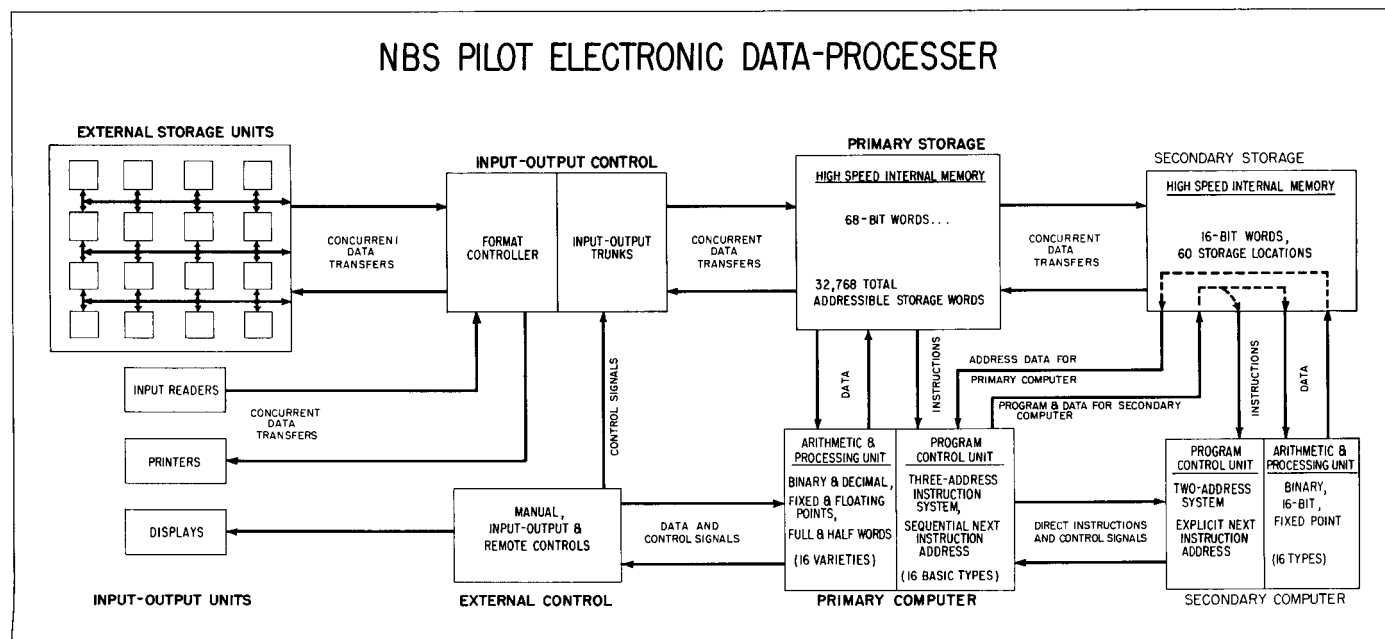 NBS PILOT ELECTRONIC DATA-PROCESSER
EXTERNAL STORAGE UNITS
CONCURRENT
DATA
TRANSFERS
INPUT-OUTPUT CONTROL
FORMAT
CONTROLLER
INPUT-OUTPUT
TRUNKS
CONCURRENT
DATA
TRANSFERS
PRIMARY STORAGE
HIGH SPEED INTERNAL MEMORY
68-BIT WORDS...
32,768 TOTAL
ADDRESSIBLE STORAGE WORDS
CONCURRENT
DATA
TRANSFERS
SECONDARY STORAGE
HIGH SPEED INTERNAL MEMORY
16-BIT WORDS,
60 STORAGE LOCATIONS
INPUT READERS
CONCURRENT
DATA
TRANSFERS
PRINTERS
DISPLAYS
INPUT-OUTPUT UNITS
CONTROL SIGNALS
MANUAL,
INPUT-OUTPUT &
REMOTE CONTROLS
EXTERNAL CONTROL
DATA AND
CONTROL SIGNALS
DATA
INSTRUCTIONS
ADDRESS DATA FOR
PRIMARY COMPUTER
PROGRAM & DATA FOR SECONDARY
COMPUTER
INSTRUCTIONS
DATA
ARITHMETIC &
PROCESSING UNIT
BINARY & DECIMAL,
FIXED & FLOATING
POINTS,
FULL & HALF WORDS
(16 VARIETIES)
PROGRAM
CONTROL UNIT
THREE-ADDRESS
INSTRUCTION
SYSTEM,
SEQUENTIAL NEXT
INSTRUCTION
ADDRESS
(16 BASIC TYPES)
PRIMARY COMPUTER
DIRECT INSTRUCTIONS
AND CONTROL SIGNALS
PROGRAM
CONTROL UNIT
TWO-ADDRESS
SYSTEM
EXPLICIT NEXT
INSTRUCTION
ADDRESS
ARITHMETIC &
PROCESSING UNIT
BINARY,
16-BIT,
FIXED POINT
(16 TYPES)
SECONDARY COMPUTER